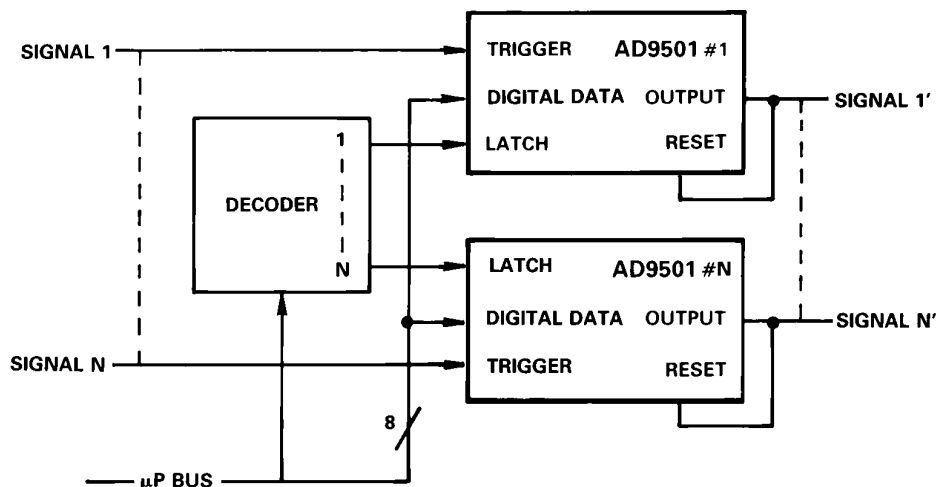 SIGNAL 1
TRIGGER AD9501 #1
DIGITAL DATA OUTPUT
LATCH RESET
SIGNAL 1'
DECODER
1
N
LATCH AD9501 #N
DIGITAL DATA OUTPUT
TRIGGER RESET
SIGNAL N'
SIGNAL N
8
µP BUS